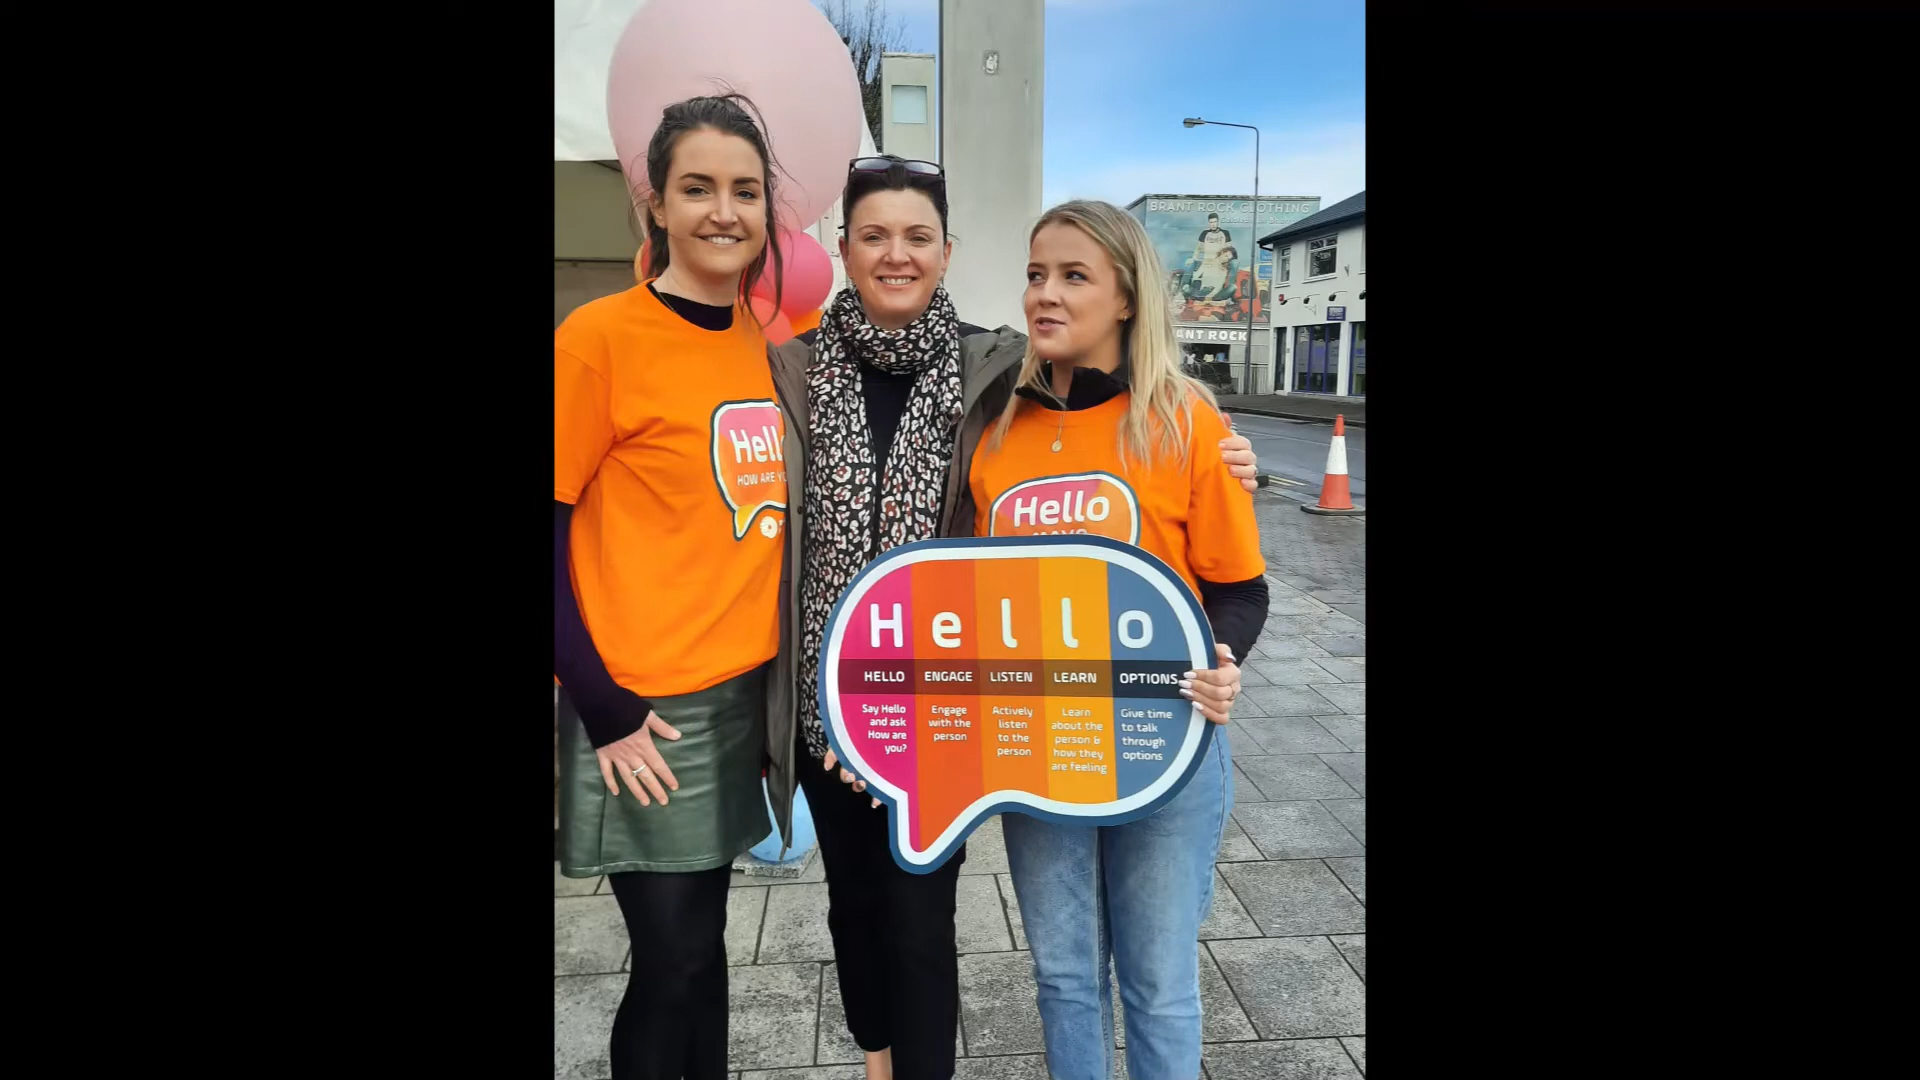 BRANT ROCK CLOTHING
ANT ROCK
Hell
HOW ARE YO
Hello
H e l l o
HELLO ENGAGE LISTEN LEARN OPTIONS
Say Hello
and ask
How are
you?
Engage
with the
person
Actively
listen
to the
person
Learn
about the
person &
how they
are feeling
Give time
to talk
through
options